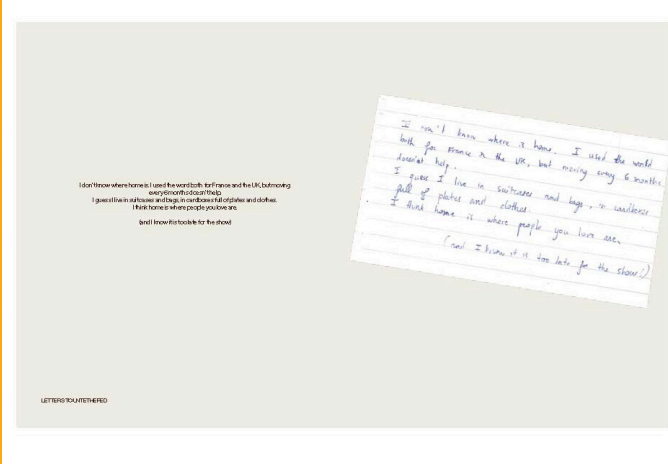 I don't know where home is. I used the word both for France and the UK, but moving
every 6 months doesn't help.
I guess I live in suitcases and bags, in cardboxes full of plates and clothes.
I think home is where people you love are.
(and I know it is too late for the show)
LETTERS TO UNTETHERED
I don't know where is home. I used the world
both for France n the UK, but moving every 6 months
doesn't help.
I guess I live in suitcases and bags, in cardboxes
full of plates and clothes.
I think home is where people you love are.
(and I know it is too late for the show!)